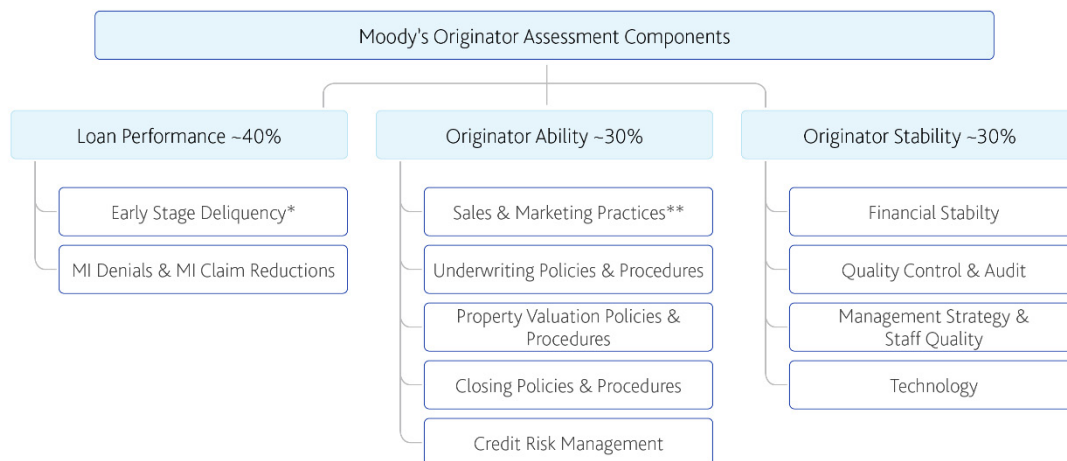 Moody's Originator Assessment Components
Loan Performance ~40%
Early Stage Deliquency*
MI Denials & MI Claim Reductions
Originator Ability ~30%
Sales & Marketing Practices**
Underwriting Policies & Procedures
Property Valuation Policies &
Procedures
Closing Policies & Procedures
Credit Risk Management
Originator Stability ~30%
Financial Stabilty
Quality Control & Audit
Management Strategy &
Staff Quality
Technology